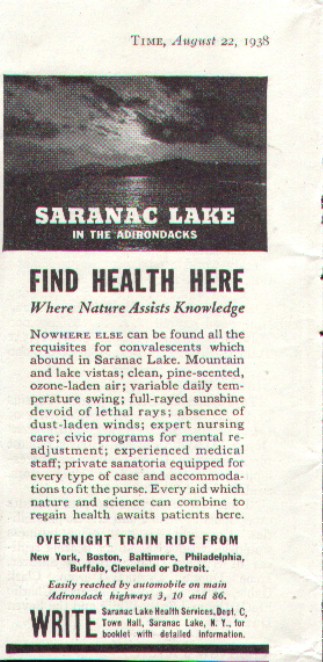 TIME, August 22, 1938
SARANAC LAKE
IN THE ADIRONDACKS
FIND HEALTH HERE
Where Nature Assists Knowledge
NOWHERE ELSE can be found all the
requisites for convalescents which
abound in Saranac Lake. Mountain
and lake vistas; clean, pine-scented,
ozone-laden air; variable daily tem-
perature swing; full-rayed sunshine
devoid of lethal rays; absence of
dust-laden winds; expert nursing
care; civic programs for mental re-
adjustment; experienced medical
staff; private sanatoria equipped for
every type of case and accommoda-
tions to fit the purse. Every aid which
nature and science can combine to
regain health awaits patients here.
OVERNIGHT TRAIN RIDE FROM
New York, Boston, Baltimore, Philadelphia,
Buffalo, Cleveland or Detroit.
Easily reached by automobile on main
Adirondack highways 3, 10 and 86.
WRITE Saranac Lake Health Services, Dept. C,
Town Hall, Saranac Lake, N. Y., for
booklet with detailed information.